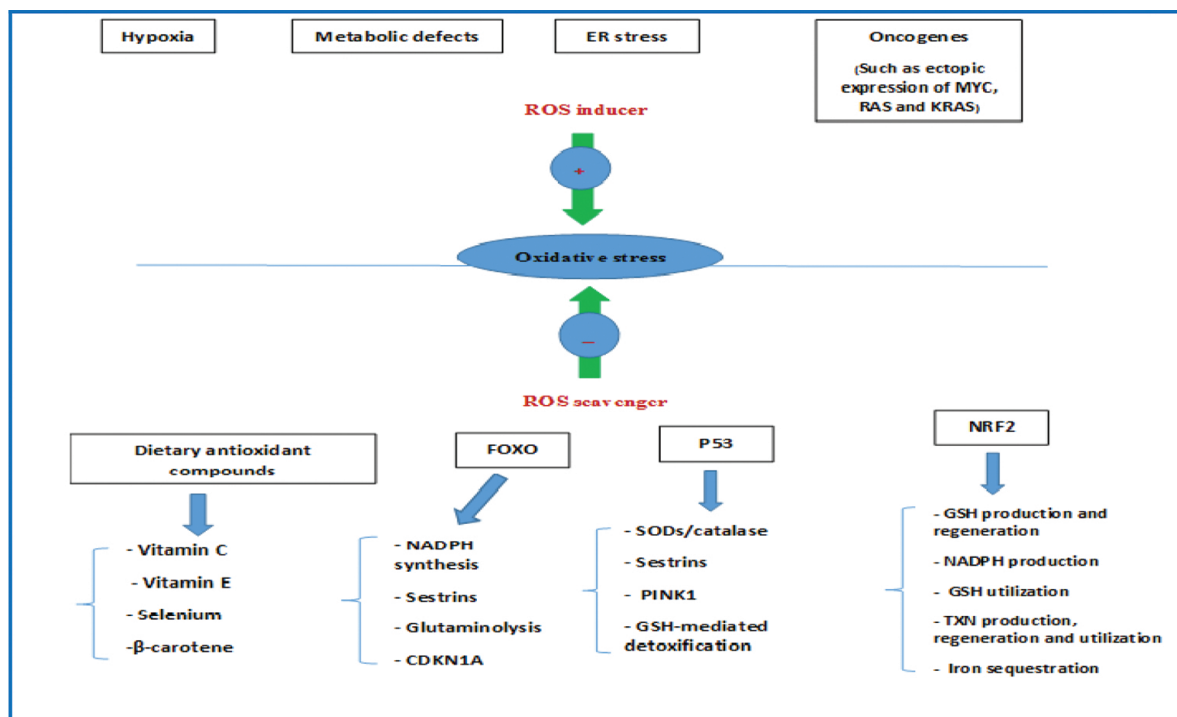 Hypoxia
Metabolic defects
ER stress
Oncogenes
(Such as ectopic
expression of MYC,
RAS and KRAS)
ROS inducer
+
Oxidative stress
−
ROS scavenger
Dietary antioxidant
compounds
FOXO
P53
NRF2
- Vitamin C
- Vitamin E
- Selenium
-β-carotene
- NADPH
synthesis
- Sestrins
- Glutaminolysis
- CDKN1A
- SODs/catalase
- Sestrins
- PINK1
- GSH-mediated
detoxification
- GSH production and
regeneration
- NADPH production
- GSH utilization
- TXN production,
regeneration and utilization
- Iron sequestration